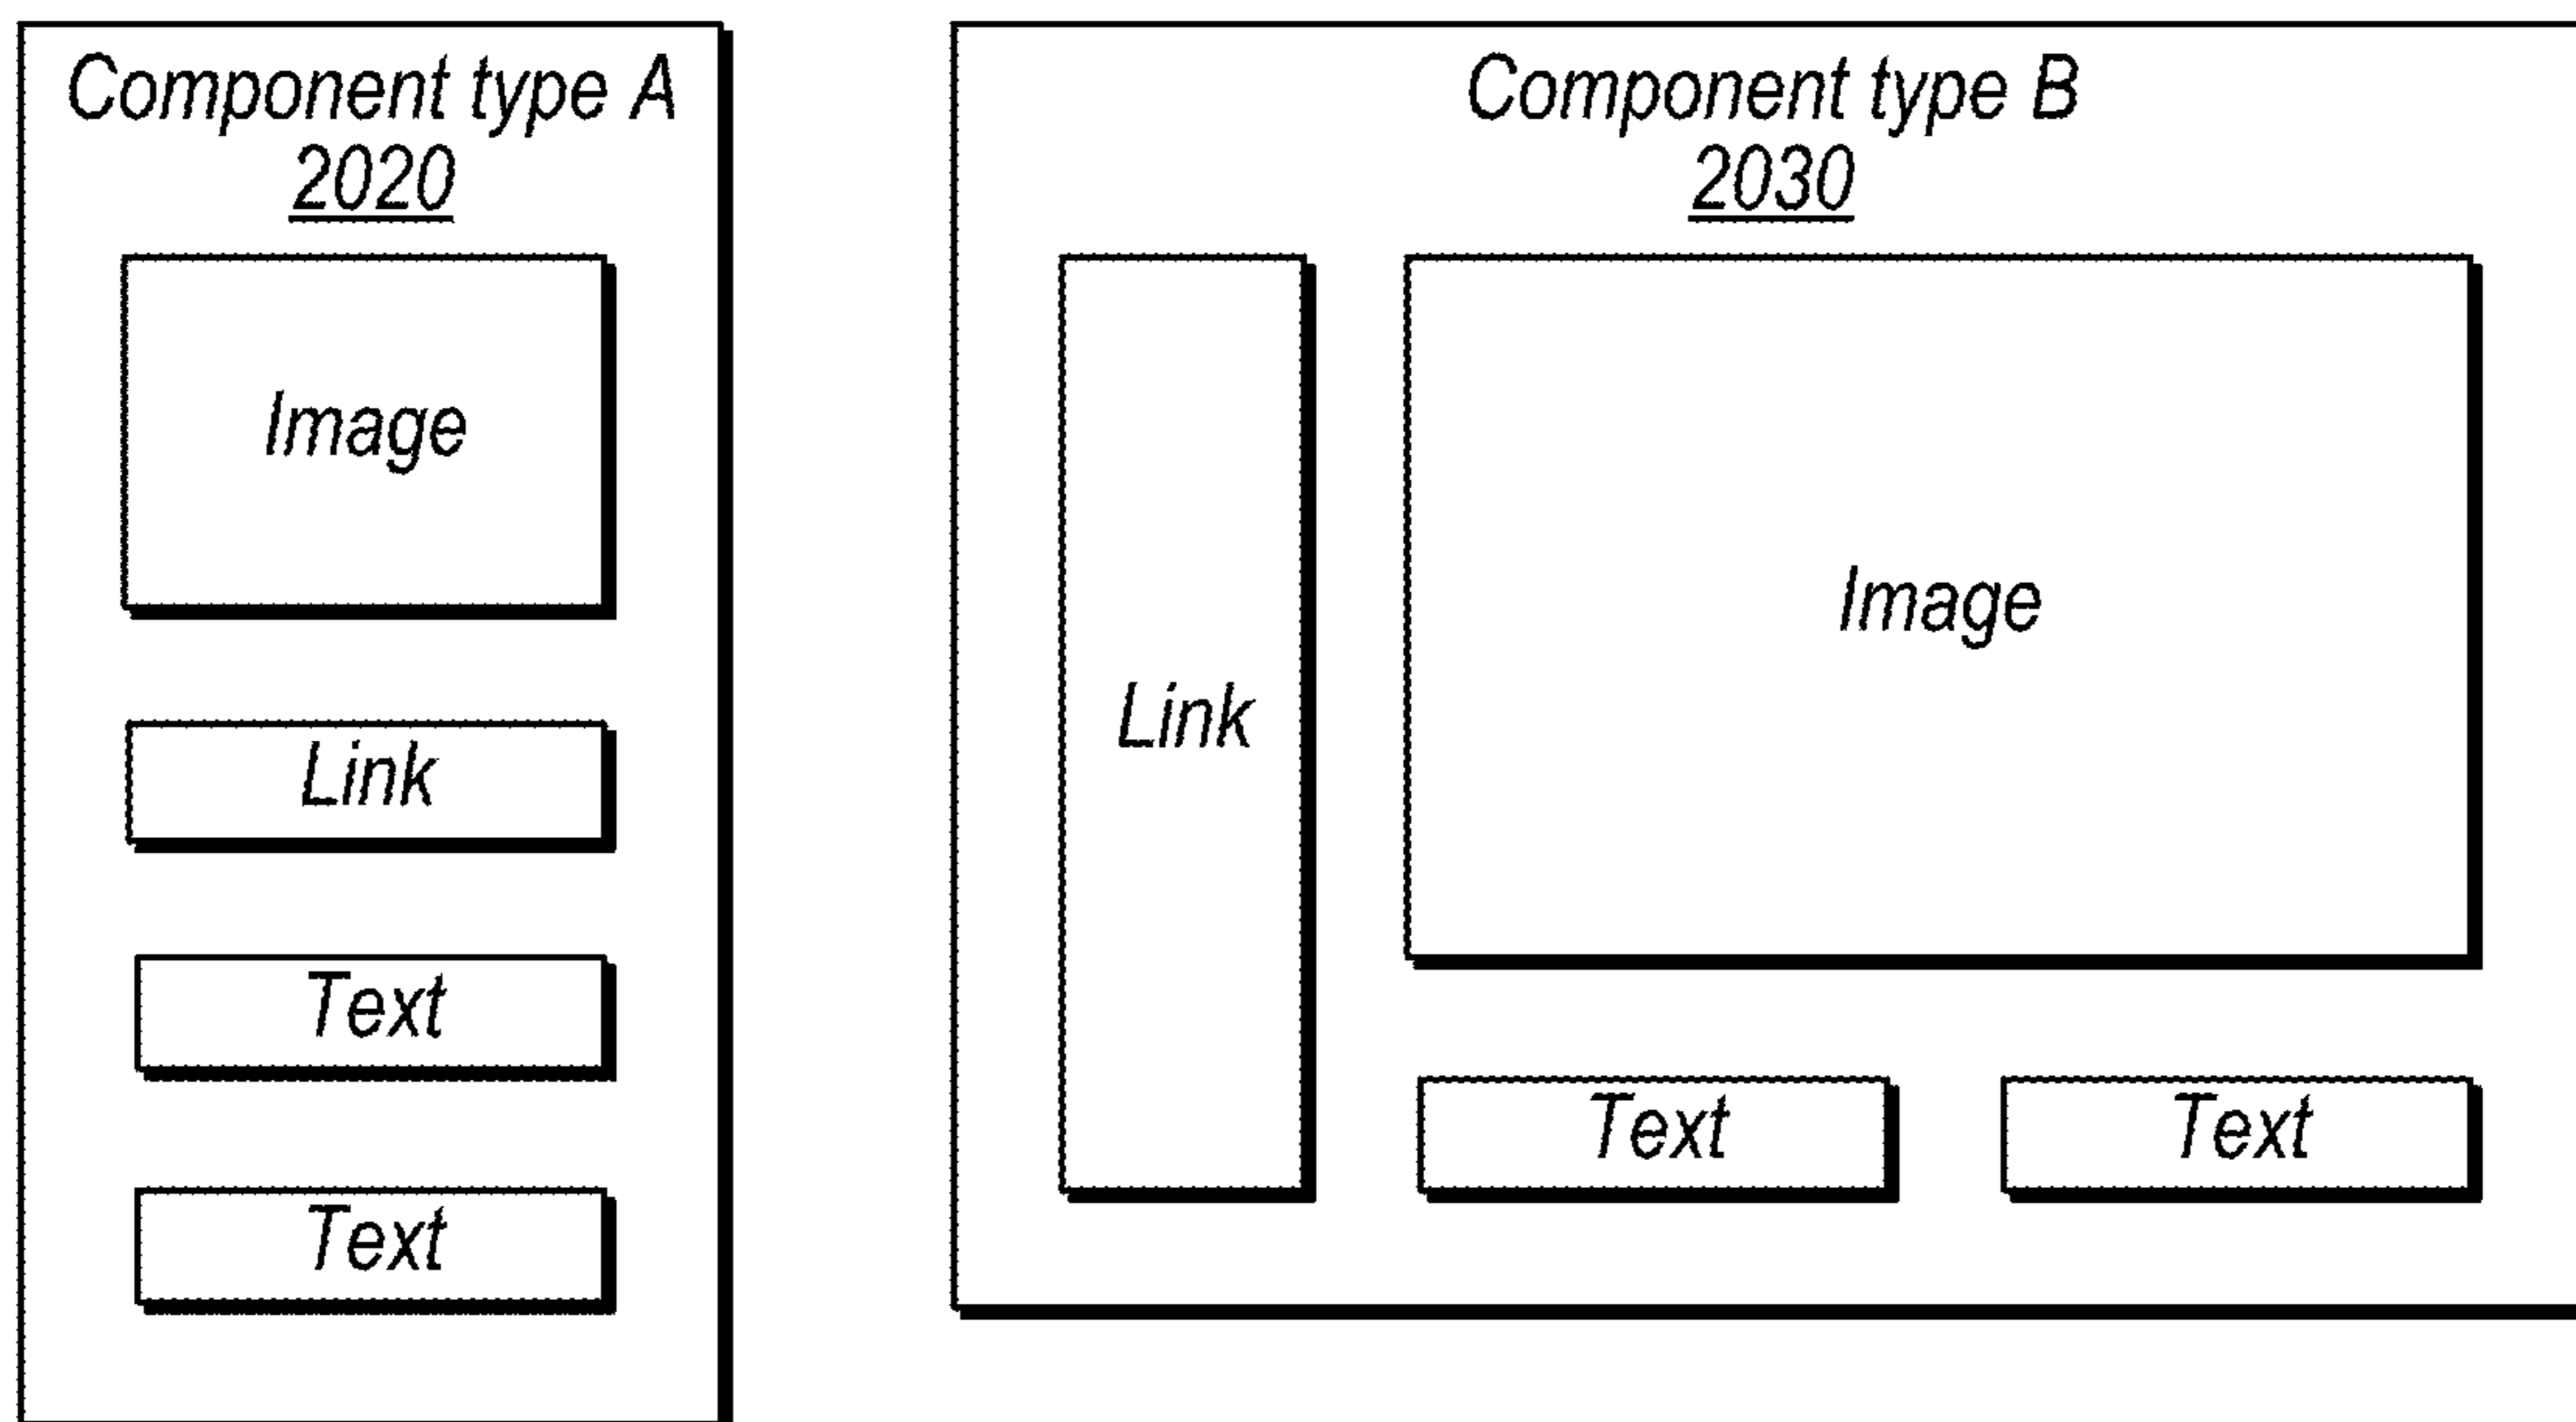 Component type A
2020
Image
Link
Text
Text
Component type B
2030
Link
Image
Text
Text